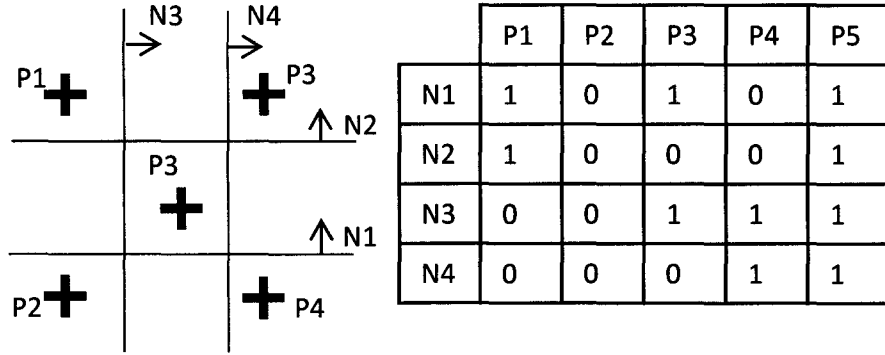 N3 N4
P1 P3
N2
P3
N1
P2 P4
P1 P2 P3 P4 P5
N1 1 0 1 0 1
N2 1 0 0 0 1
N3 0 0 1 1 1
N4 0 0 0 1 1